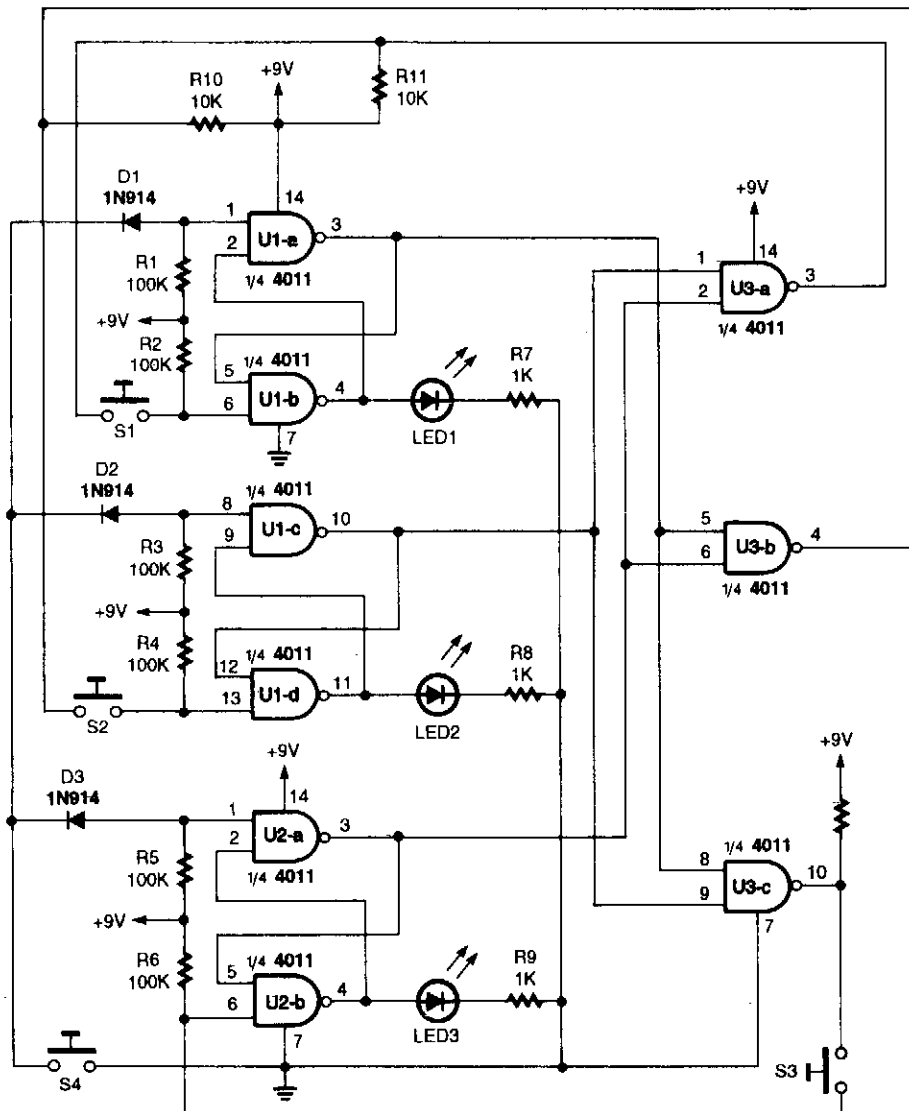 R10
10K
+9V
R11
10K
D1
1N914
14
1
3
2
U1-a
1/4 4011
R1
100K
+9V
R2
100K
1/4 4011
5
6
U1-b
4
7
S1
LED1
R7
1K
+9V
14
1
2
U3-a
3
1/4 4011
D2
1N914
1/4 4011
8
9
U1-c
10
R3
100K
+9V
R4
100K
1/4 4011
12
13
U1-d
11
S2
LED2
R8
1K
5
6
U3-b
4
1/4 4011
+9V
14
D3
1N914
1
2
U2-a
3
1/4 4011
R5
100K
+9V
R6
100K
1/4 4011
5
6
U2-b
4
7
S4
LED3
R9
1K
+9V
1/4 4011
8
9
U3-c
10
7
S3